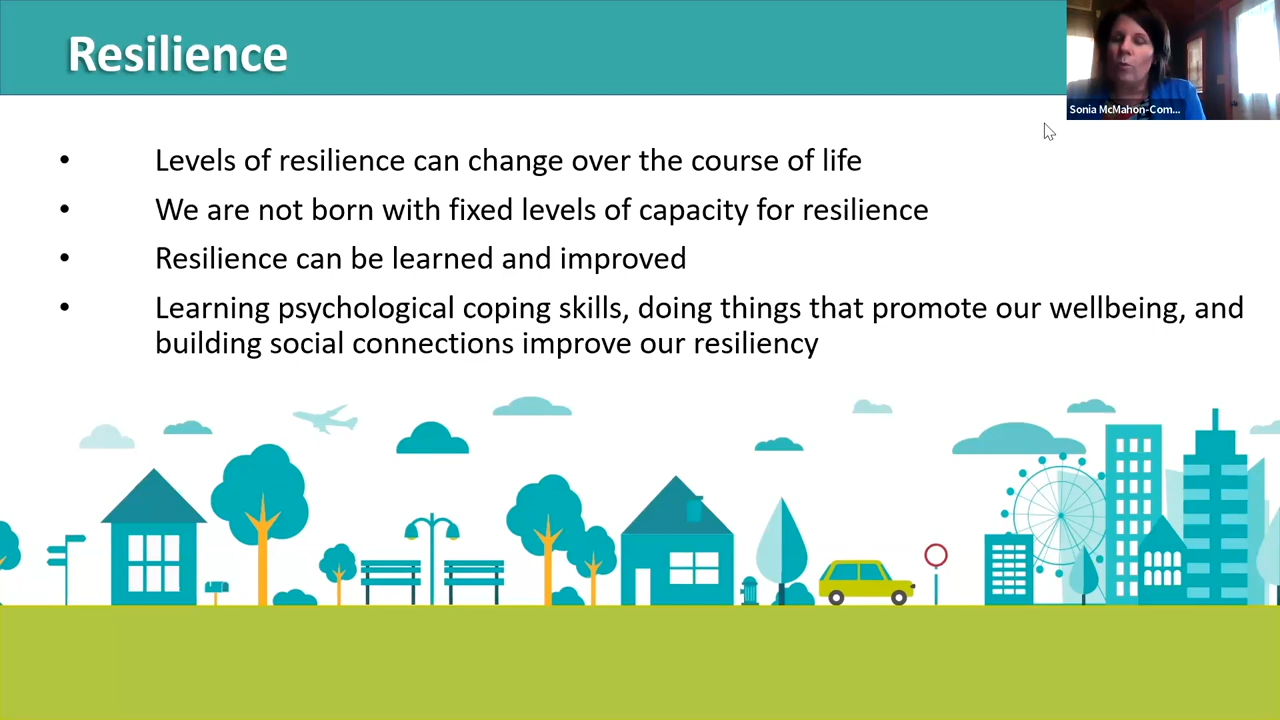 Resilience
Sonia McMahon-Com...
• Levels of resilience can change over the course of life
• We are not born with fixed levels of capacity for resilience
• Resilience can be learned and improved
• Learning psychological coping skills, doing things that promote our wellbeing, and
building social connections improve our resiliency